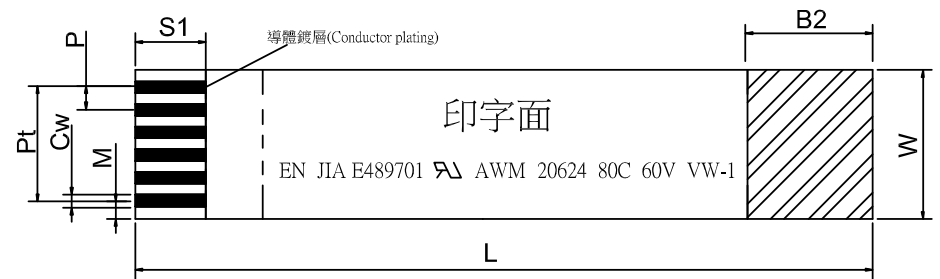 S1
B2
P
導體鍍層(Conductor plating)
印字面
Pt
Cw
M
W
EN JIA E489701 AWM 20624 80C 60V VW-1
L